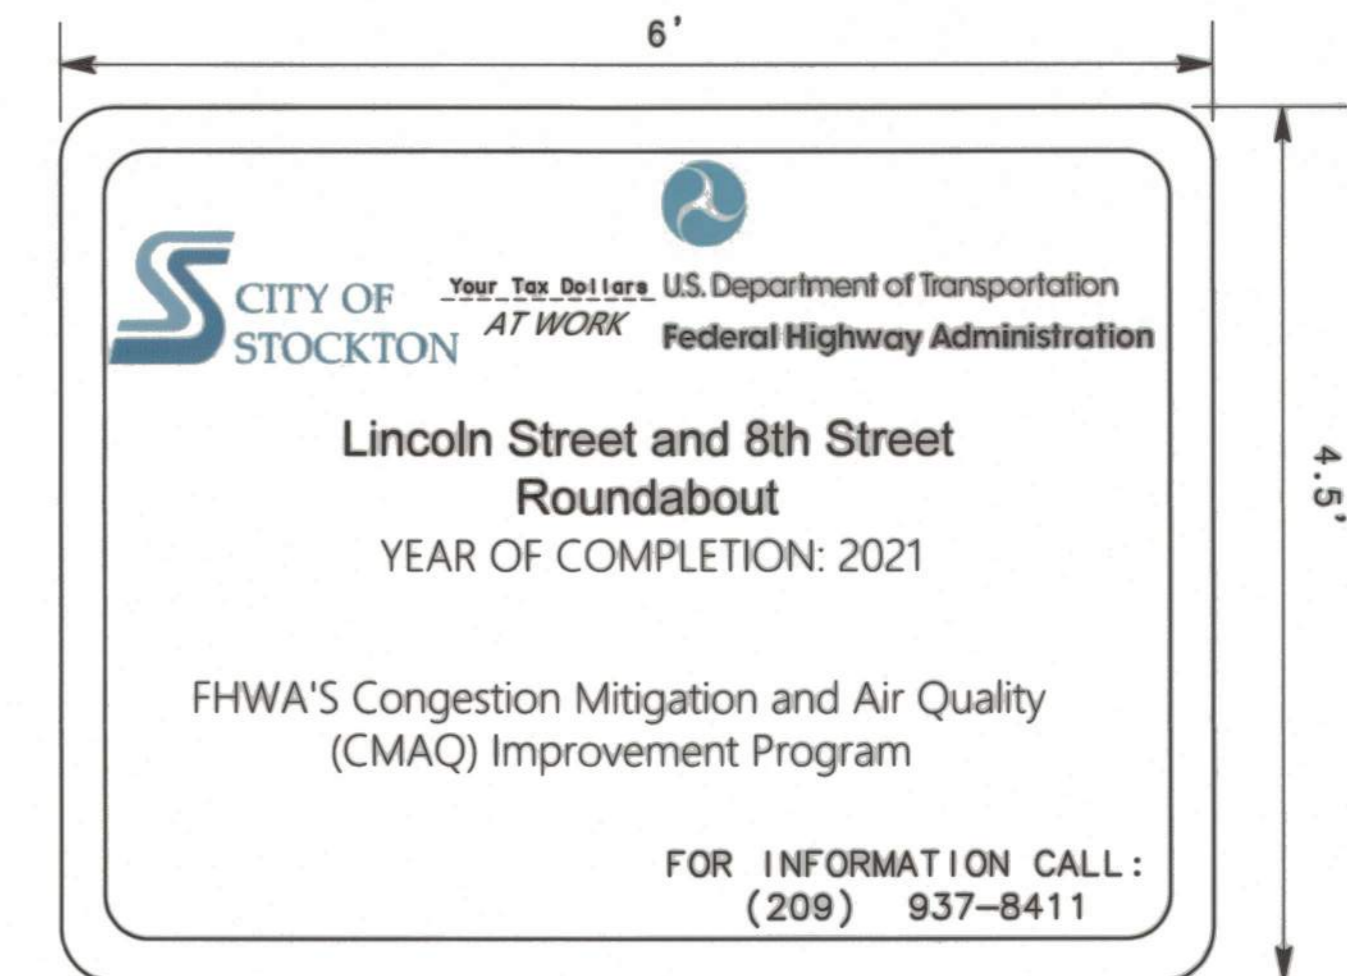 6'
CITY OF
STOCKTON
Your Tax Dollars
AT WORK
U.S. Department of Transportation
Federal Highway Administration
Lincoln Street and 8th Street
Roundabout
YEAR OF COMPLETION: 2021
FHWA'S Congestion Mitigation and Air Quality
(CMAQ) Improvement Program
FOR INFORMATION CALL:
(209) 937-8411
4.5'